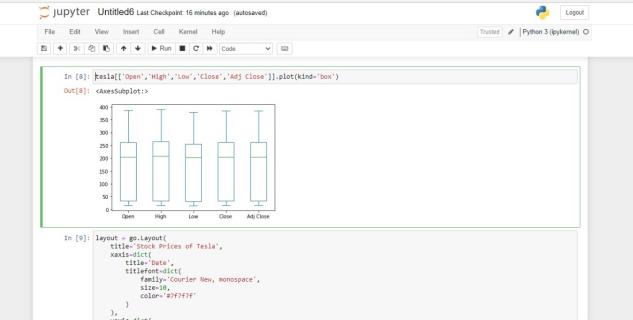 jupyter Untitled6 Last Checkpoint: 16 minutes ago (autosaved)
Logout
File Edit View Insert Cell Kernel Help
Trusted Python 3 (ipykernel)
Run Code
In [8]: tesla[['Open','High','Low','Close','Adj Close']].plot(kind='box')
Out[8]: <AxesSubplot:>
400
350
300
250
200
150
100
50
0
Open High Low Close Adj Close
In [9]: layout = go.Layout(
title='Stock Prices of Tesla',
xaxis=dict(
title='Date',
titlefont=dict(
family='Courier New, monospace',
size=18,
color='#7f7f7f'
)
),
yaxis=dict(